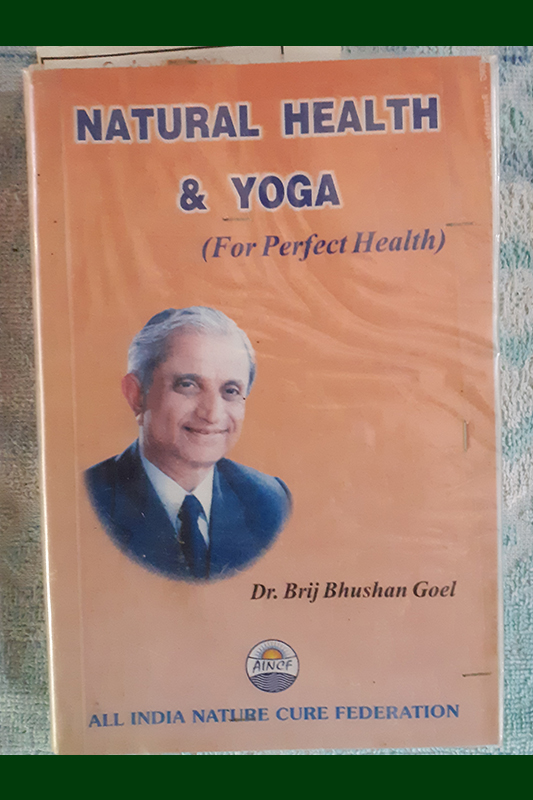 NATURAL HEALTH
& YOGA
(For Perfect Health)
Dr. Brij Bhushan Goel
AINCF
ALL INDIA NATURE CURE FEDERATION